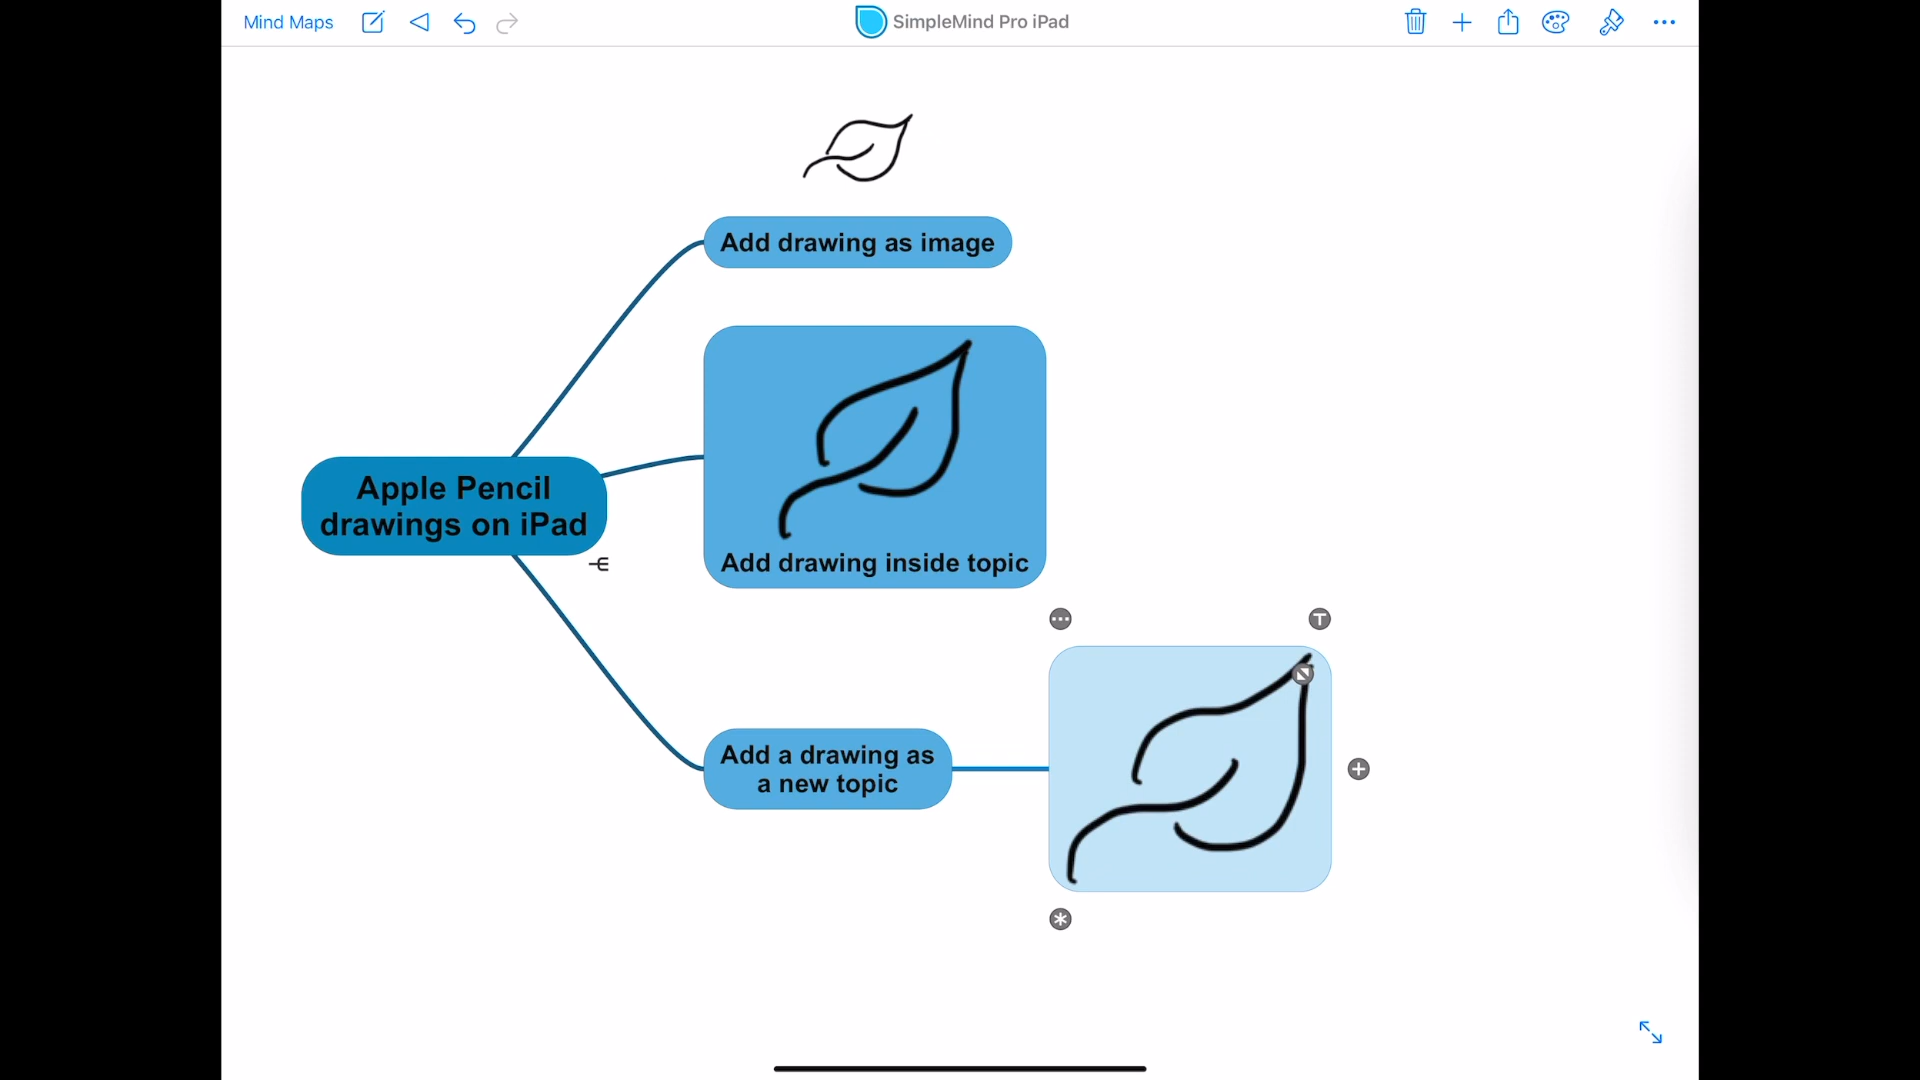 Mind Maps
SimpleMind Pro iPad
Add drawing as image
Apple Pencil
drawings on iPad
Add drawing inside topic
T
Add a drawing as
a new topic